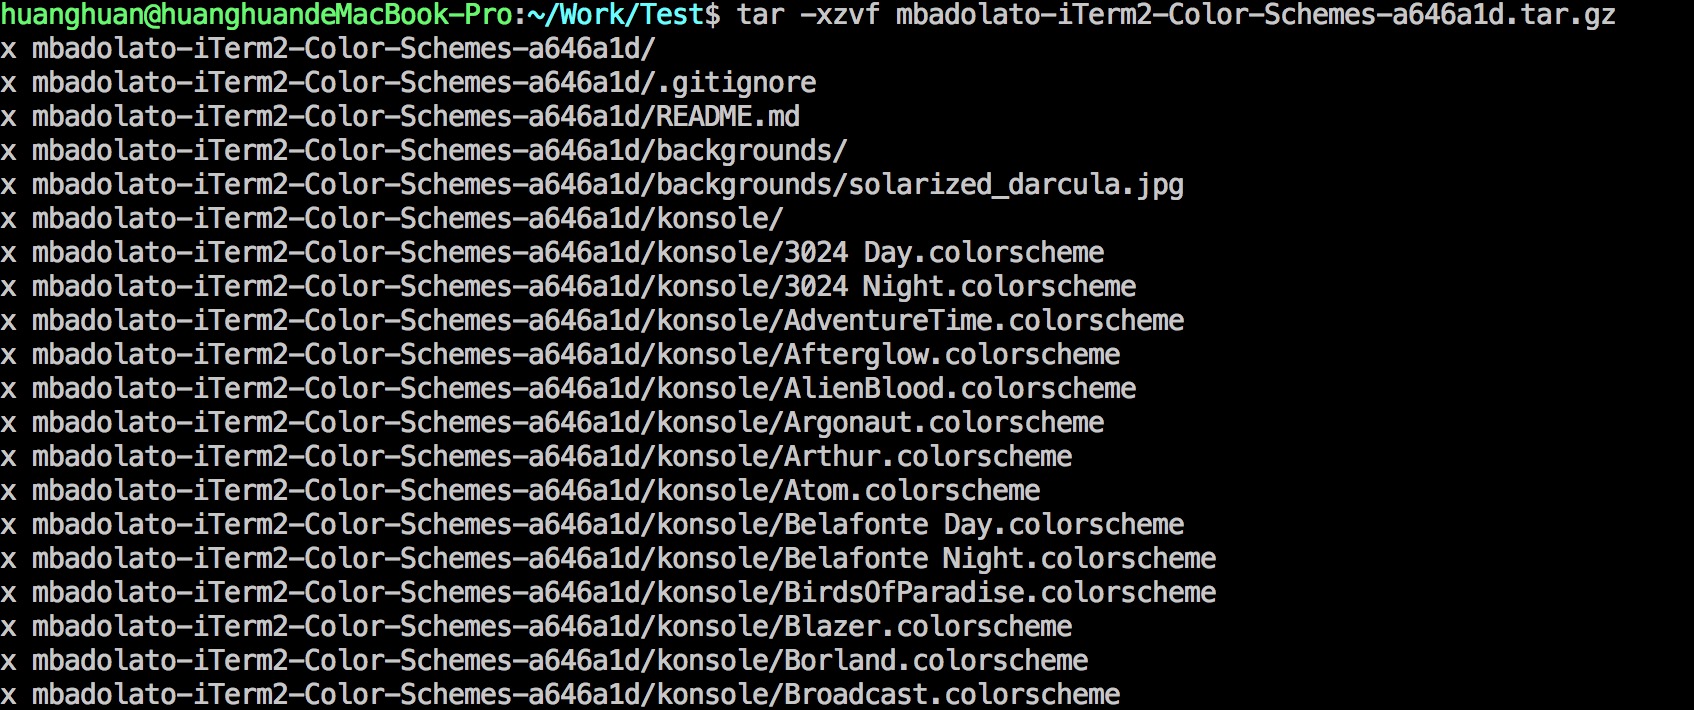 huanghuan@huanghuandeMacBook-Pro:~/Work/Test$ tar -xzvf mbadolato-iTerm2-Color-Schemes-a646a1d.tar.gz
x mbadolato-iTerm2-Color-Schemes-a646a1d/
x mbadolato-iTerm2-Color-Schemes-a646a1d/.gitignore
x mbadolato-iTerm2-Color-Schemes-a646a1d/README.md
x mbadolato-iTerm2-Color-Schemes-a646a1d/backgrounds/
x mbadolato-iTerm2-Color-Schemes-a646a1d/backgrounds/solarized_darcula.jpg
x mbadolato-iTerm2-Color-Schemes-a646a1d/konsole/
x mbadolato-iTerm2-Color-Schemes-a646a1d/konsole/3024 Day.colorscheme
x mbadolato-iTerm2-Color-Schemes-a646a1d/konsole/3024 Night.colorscheme
x mbadolato-iTerm2-Color-Schemes-a646a1d/konsole/AdventureTime.colorscheme
x mbadolato-iTerm2-Color-Schemes-a646a1d/konsole/Afterglow.colorscheme
x mbadolato-iTerm2-Color-Schemes-a646a1d/konsole/AlienBlood.colorscheme
x mbadolato-iTerm2-Color-Schemes-a646a1d/konsole/Argonaut.colorscheme
x mbadolato-iTerm2-Color-Schemes-a646a1d/konsole/Arthur.colorscheme
x mbadolato-iTerm2-Color-Schemes-a646a1d/konsole/Atom.colorscheme
x mbadolato-iTerm2-Color-Schemes-a646a1d/konsole/Belafonte Day.colorscheme
x mbadolato-iTerm2-Color-Schemes-a646a1d/konsole/Belafonte Night.colorscheme
x mbadolato-iTerm2-Color-Schemes-a646a1d/konsole/BirdsOfParadise.colorscheme
x mbadolato-iTerm2-Color-Schemes-a646a1d/konsole/Blazer.colorscheme
x mbadolato-iTerm2-Color-Schemes-a646a1d/konsole/Borland.colorscheme
x mbadolato-iTerm2-Color-Schemes-a646a1d/konsole/Broadcast.colorscheme